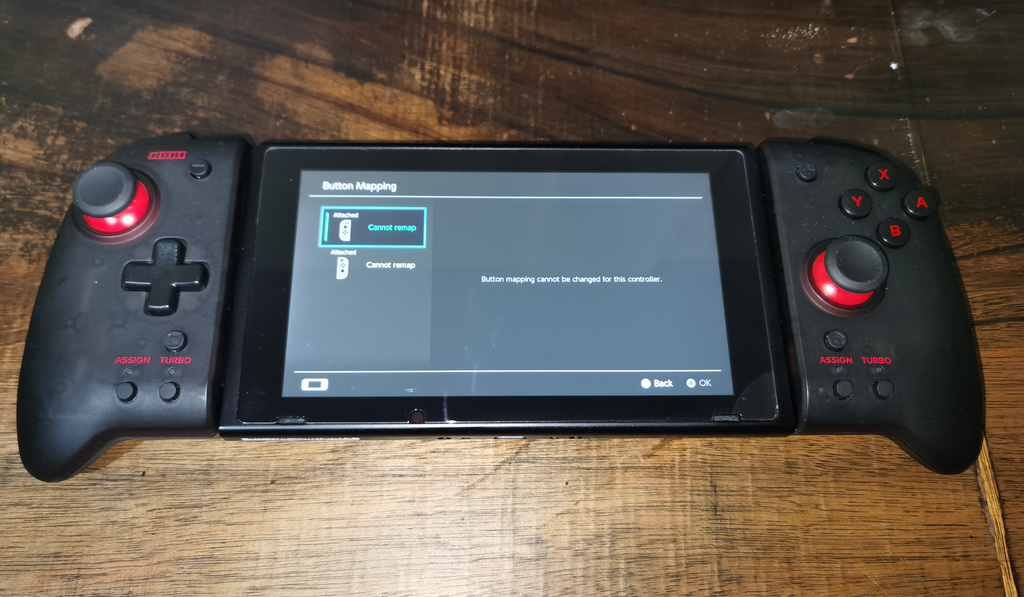 HORI
X
Y
A
B
Button Mapping
Attached
Cannot remap
Attached
Cannot remap
Button mapping cannot be changed for this controller.
ASSIGN TURBO
ASSIGN TURBO
B Back A OK